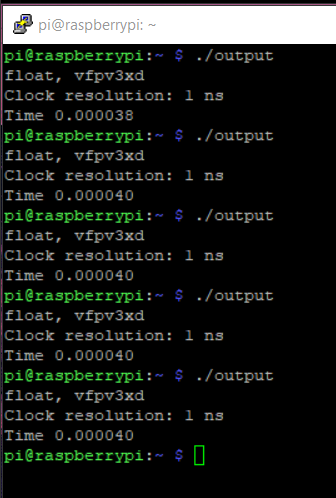 pi@raspberrypi: ~
pi@raspberrypi:~ $ ./output
float, vfpv3xd
Clock resolution: 1 ns
Time 0.000038
pi@raspberrypi:~ $ ./output
float, vfpv3xd
Clock resolution: 1 ns
Time 0.000040
pi@raspberrypi:~ $ ./output
float, vfpv3xd
Clock resolution: 1 ns
Time 0.000040
pi@raspberrypi:~ $ ./output
float, vfpv3xd
Clock resolution: 1 ns
Time 0.000040
pi@raspberrypi:~ $ ./output
float, vfpv3xd
Clock resolution: 1 ns
Time 0.000040
pi@raspberrypi:~ $